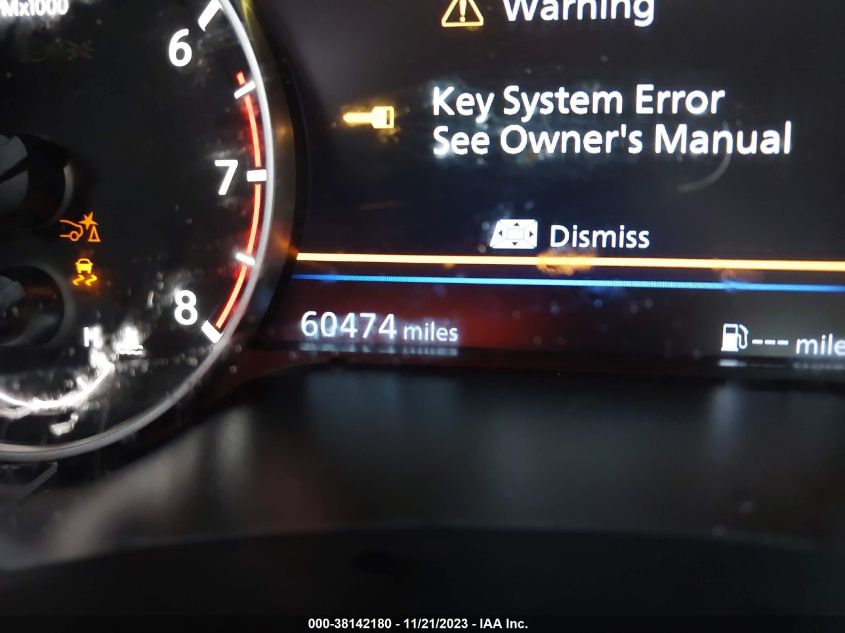 Mx1000
Warning
6
Key System Error
See Owner's Manual
7
Dismiss
8
60474 miles
--- mile
H
000-38142180 - 11/21/2023 - IAA Inc.